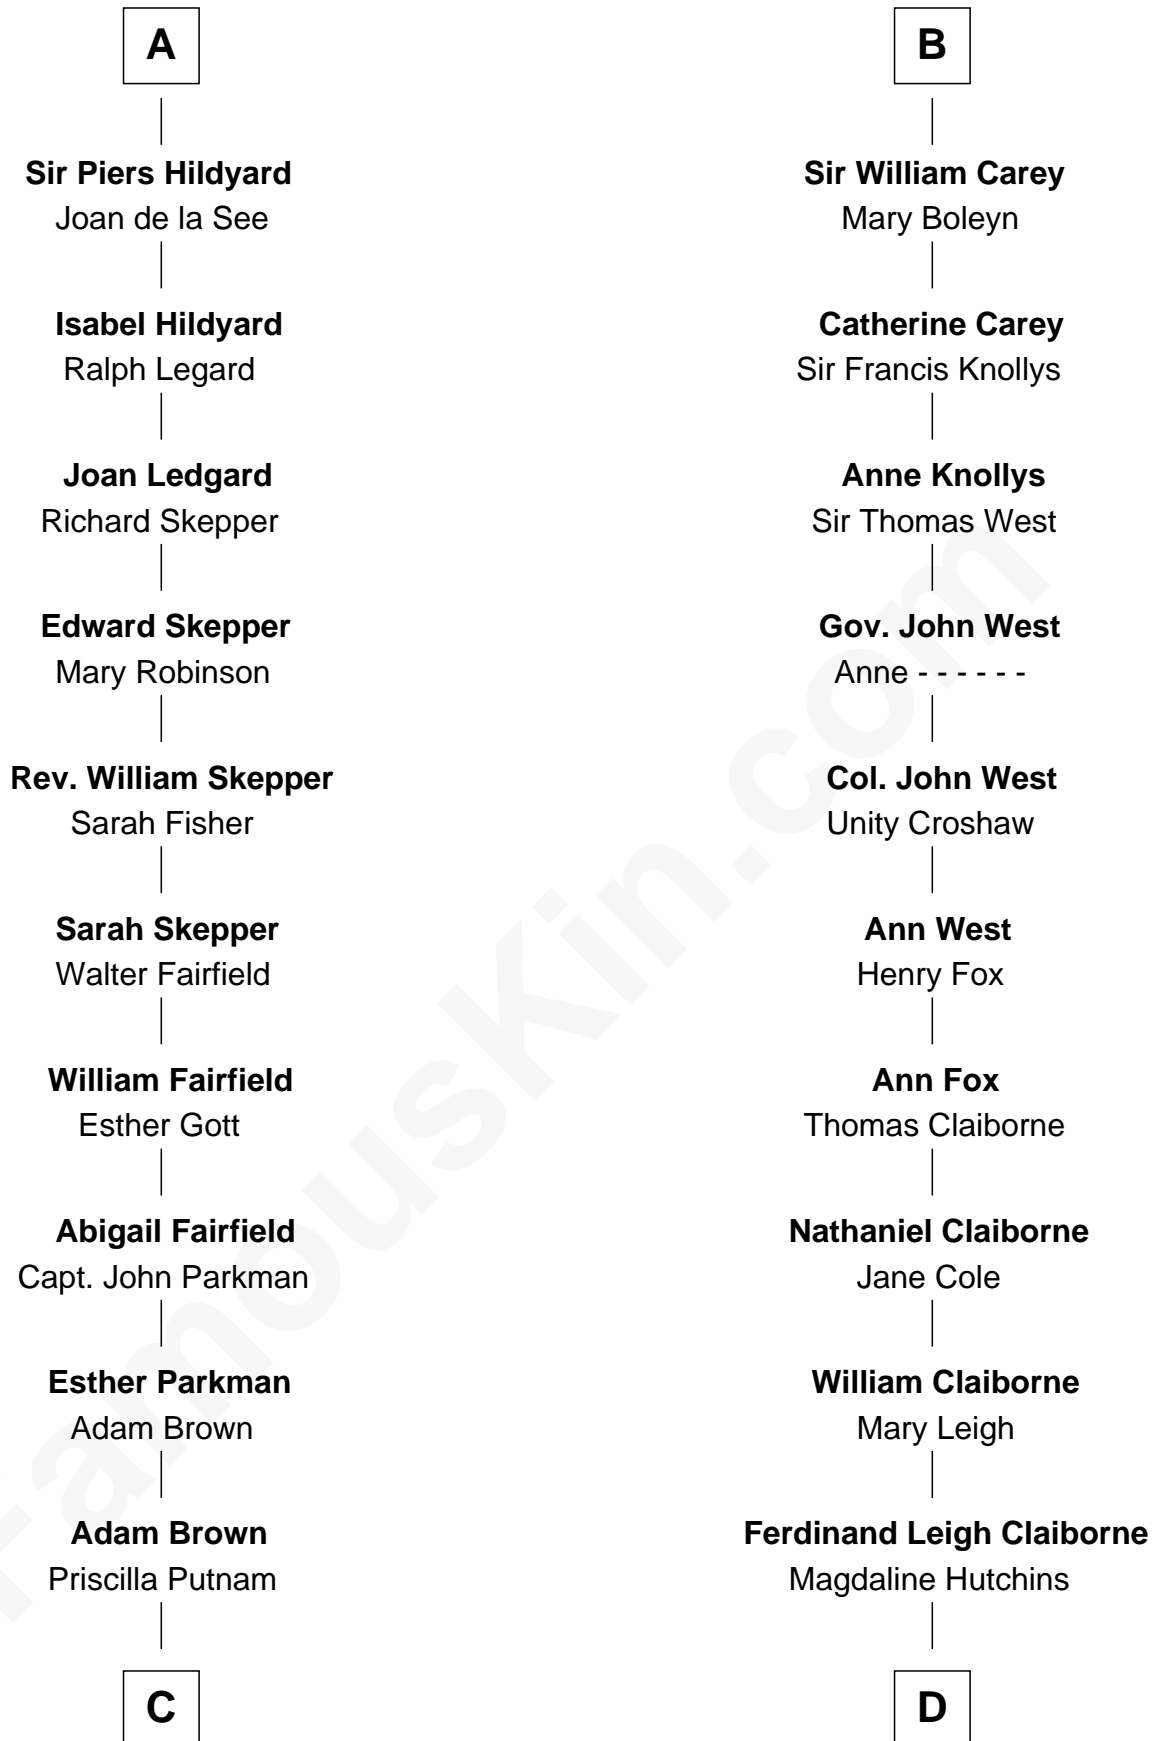 A
Sir Piers Hildyard
Joan de la See
Isabel Hildyard
Ralph Legard
Joan Ledgard
Richard Skepper
Edward Skepper
Mary Robinson
Rev. William Skepper
Sarah Fisher
Sarah Skepper
Walter Fairfield
William Fairfield
Esther Gott
Abigail Fairfield
Capt. John Parkman
Esther Parkman
Adam Brown
Adam Brown
Priscilla Putnam
C
B
Sir William Carey
Mary Boleyn
Catherine Carey
Sir Francis Knollys
Anne Knollys
Sir Thomas West
Gov. John West
Anne - - - - - -
Col. John West
Unity Croshaw
Ann West
Henry Fox
Ann Fox
Thomas Claiborne
Nathaniel Claiborne
Jane Cole
William Claiborne
Mary Leigh
Ferdinand Leigh Claiborne
Magdaline Hutchins
D
FamousKin.com